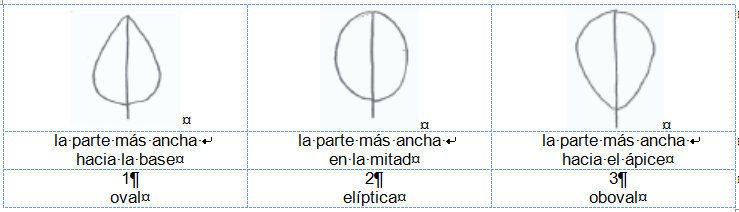 la parte más ancha
hacia la base
la parte más ancha
en la mitad
la parte más ancha
hacia el ápice
1
oval
2
elíptica
3
oboval